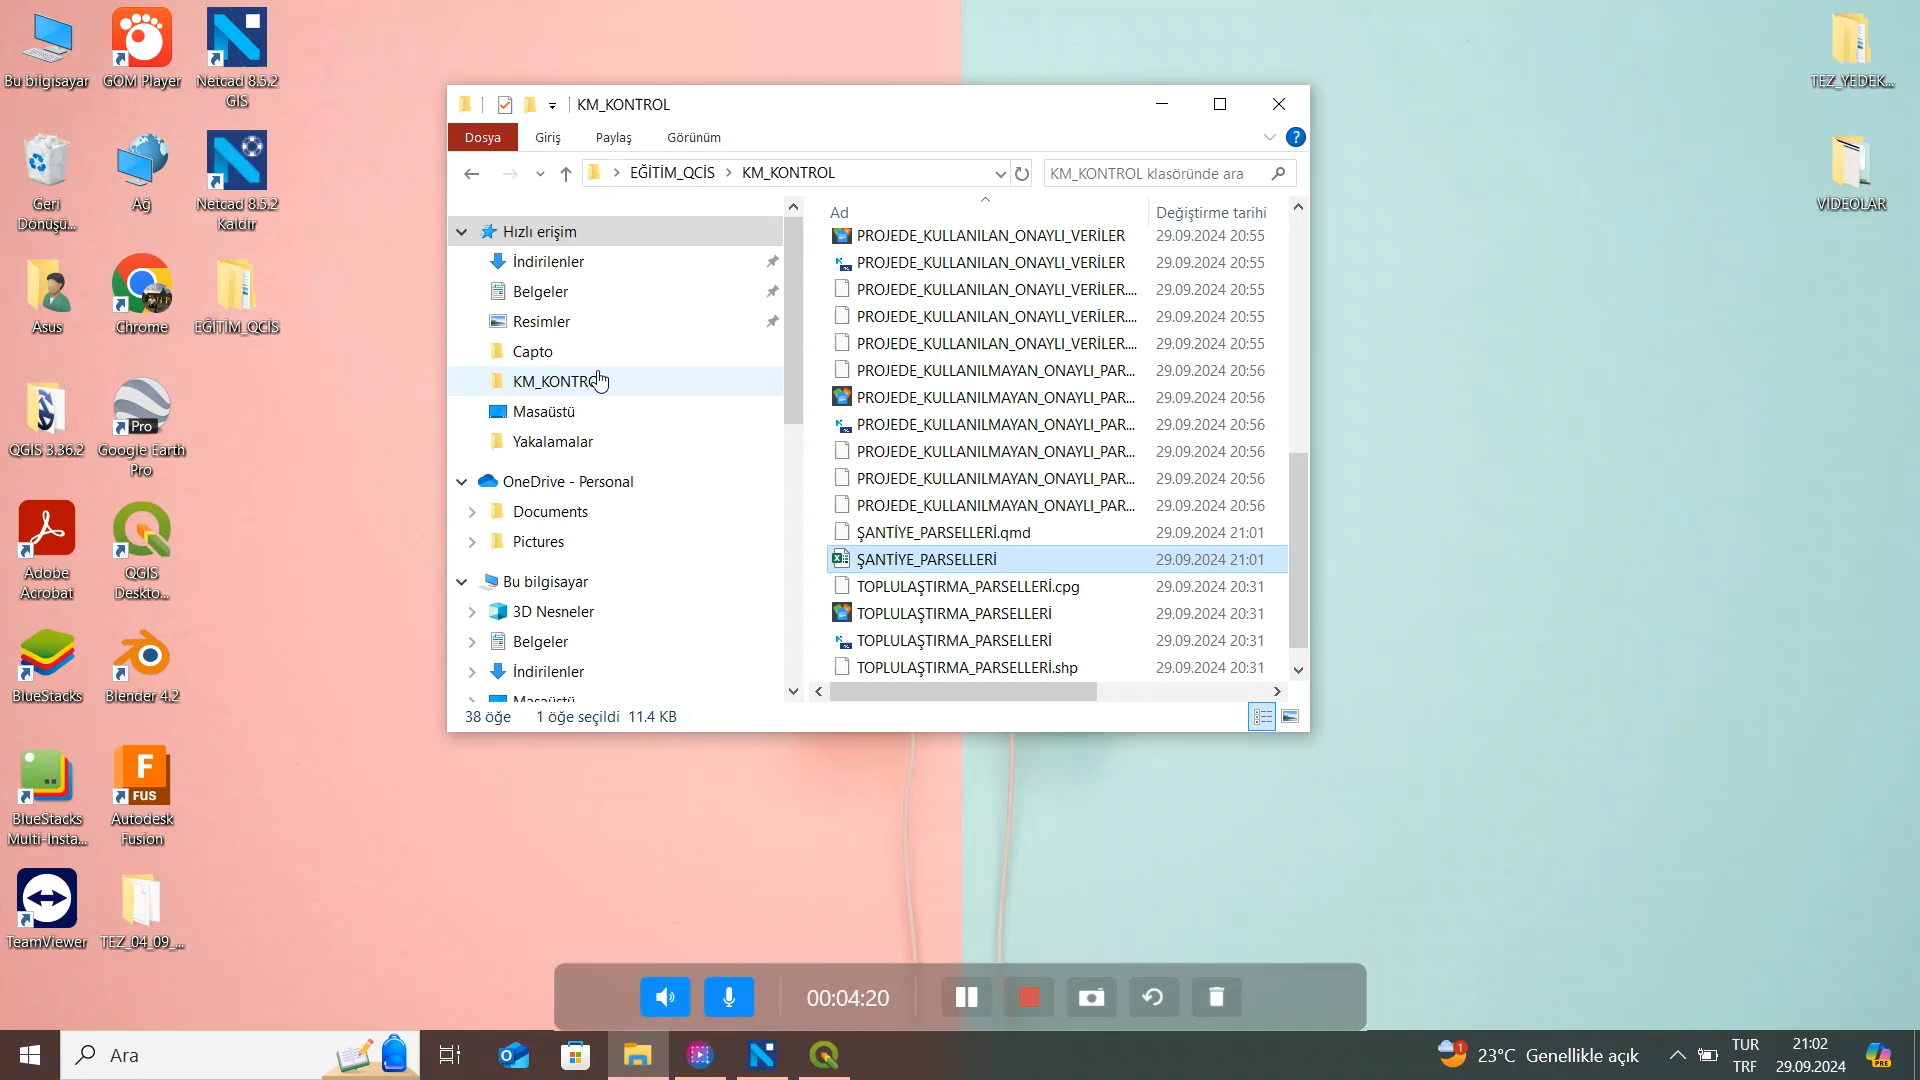 Bu bilgisayar
GOM Player
Netcad 8.5.2
GIS
Geri
Dönüşü...
Ağ
Netcad 8.5.2
Kaldır
Asus
Chrome
EĞİTİM_QCİS
QGIS 3.36.2
Pro
Google Earth
Pro
Adobe
Acrobat
QGIS
Deskto...
BlueStacks
Blender 4.2
BlueStacks
Multi-Insta...
F
FUS
Autodesk
Fusion
TeamViewer
TEZ_04_09_...
TEZ_YEDEK...
VİDEOLAR
KM_KONTROL
Dosya
Giriş
Paylaş
Görünüm
?
EĞİTİM_QCİS
KM_KONTROL
KM_KONTROL klasöründe ara
Hızlı erişim
İndirilenler
Belgeler
Resimler
Capto
Masaüstü
Yakalamalar
OneDrive - Personal
Documents
Pictures
Bu bilgisayar
3D Nesneler
Belgeler
İndirilenler
Masaüstü
Ad Değiştirme tarihi
PROJEDE_KULLANILAN_ONAYLI_VERİLER 29.09.2024 20:55
PROJEDE_KULLANILAN_ONAYLI_VERİLER 29.09.2024 20:55
PROJEDE_KULLANILAN_ONAYLI_VERİLER.... 29.09.2024 20:55
PROJEDE_KULLANILAN_ONAYLI_VERİLER.... 29.09.2024 20:55
PROJEDE_KULLANILAN_ONAYLI_VERİLER.... 29.09.2024 20:55
PROJEDE_KULLANILMAYAN_ONAYLI_PAR... 29.09.2024 20:56
PROJEDE_KULLANILMAYAN_ONAYLI_PAR... 29.09.2024 20:56
PROJEDE_KULLANILMAYAN_ONAYLI_PAR... 29.09.2024 20:56
PROJEDE_KULLANILMAYAN_ONAYLI_PAR... 29.09.2024 20:56
PROJEDE_KULLANILMAYAN_ONAYLI_PAR... 29.09.2024 20:56
PROJEDE_KULLANILMAYAN_ONAYLI_PAR... 29.09.2024 20:56
ŞANTİYE_PARSELLERİ.qmd 29.09.2024 21:01
ŞANTİYE_PARSELLERİ 29.09.2024 21:01
TOPLULAŞTIRMA_PARSELLERİ.cpg 29.09.2024 20:31
TOPLULAŞTIRMA_PARSELLERİ 29.09.2024 20:31
TOPLULAŞTIRMA_PARSELLERİ 29.09.2024 20:31
TOPLULAŞTIRMA_PARSELLERİ.shp 29.09.2024 20:31
38 öğe 1 öğe seçildi 11.4 KB
00:04:20
Ara
1
23°C Genellikle açık
TUR
TRF
21:02
29.09.2024
PRE